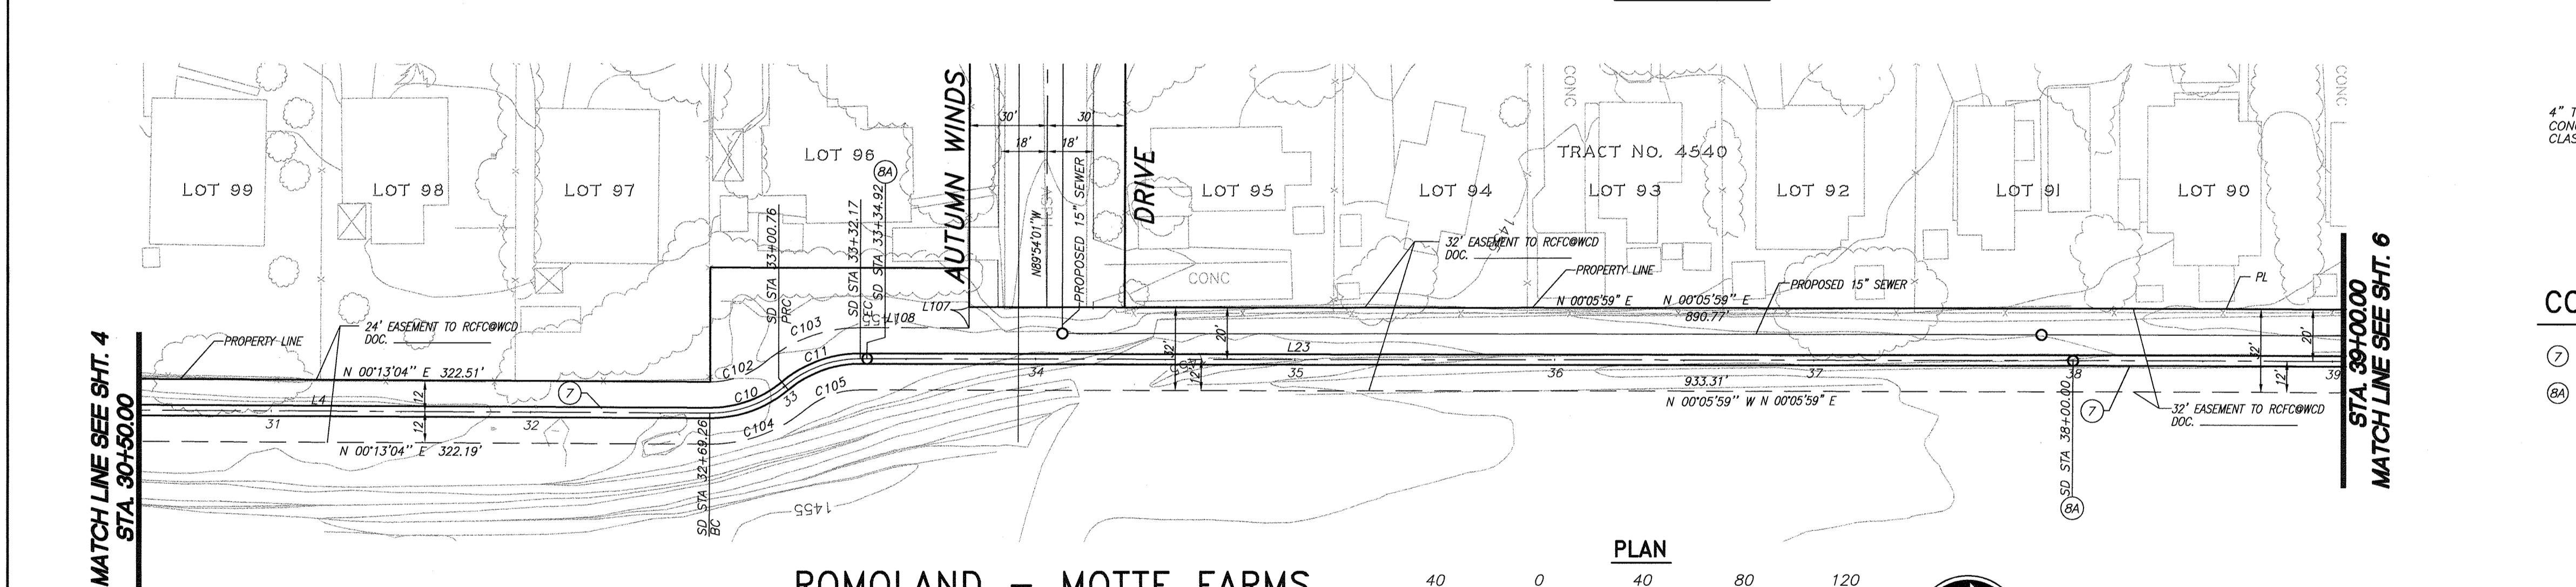 MATCH LINE SEE SHT. 4
STA. 30+50.00
LOT 99
LOT 98
LOT 97
LOT 96
8A
AUTUMN WINDS
DRIVE
30'
30'
18'
18'
N89°54'01"W
PROPOSED 15" SEWER
LOT 95
LOT 94
LOT 93
LOT 92
LOT 91
LOT 90
TRACT NO. 4540
CONC
CONC
CONC
SD STA 33+00.76
PRC
SD STA 33+32.17
EC
SD STA 33+34.92
L107
L108
32' EASEMENT TO RCFC@WCD
DOC.
PROPERTY LINE
N 00°05'59" E
N 00°05'59" E
890.77'
PROPOSED 15" SEWER
PL
24' EASEMENT TO RCFC@WCD
DOC.
PROPERTY LINE
N 00°13'04" E 322.51'
7
L4
12
12
31
32
N 00°13'04" E 322.19'
C102
C103
C10
C11
33
C105
C104
SD STA 32+69.26
BC
1455
34
35
36
37
38
39
L23
32'
20'
12'
933.31'
N 00°05'59" W N 00°05'59" E
SD STA 38+00.00
8A
7
32' EASEMENT TO RCFC@WCD
DOC.
32'
20'
12'
STA. 39+00.00
MATCH LINE SEE SHT. 6
7
8A
PLAN
ROMOLAND - MOTTE FARMS
40 0 40 80 120